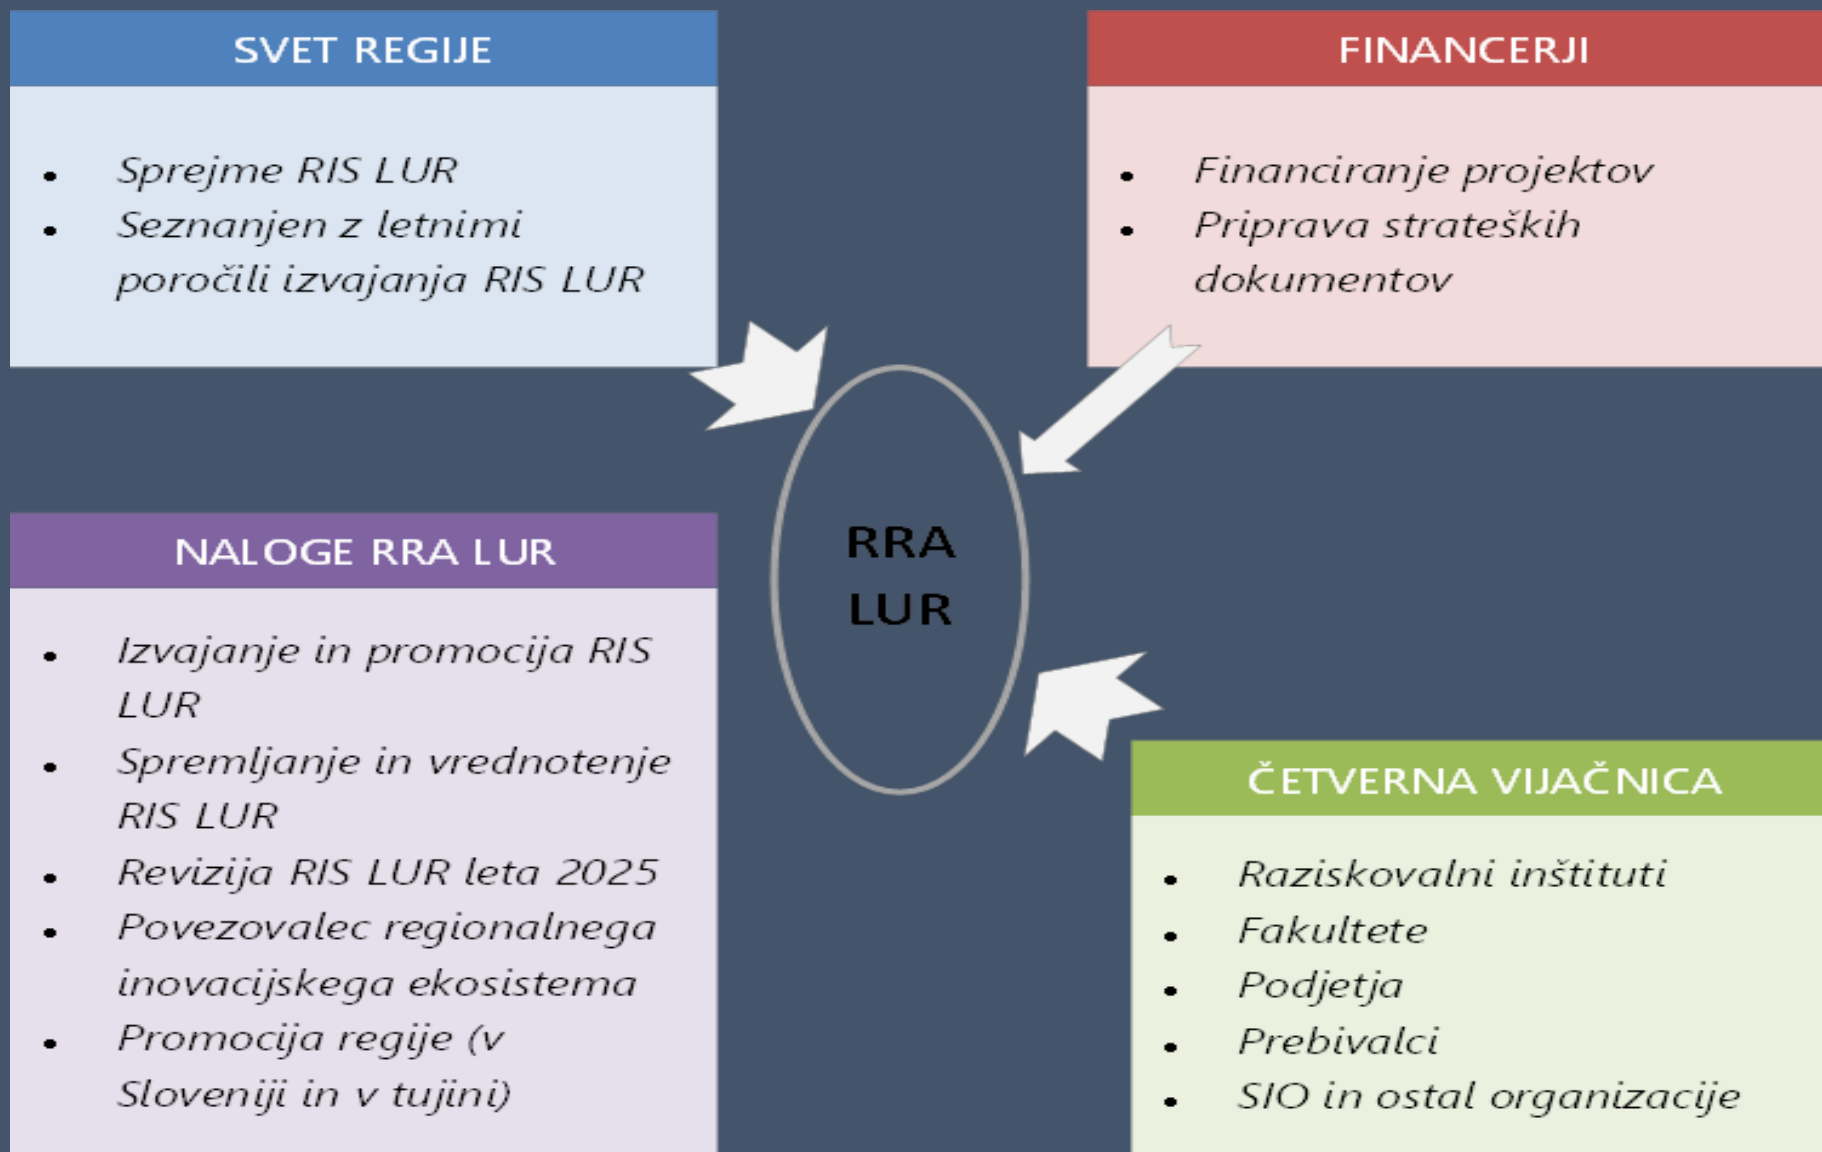 SVET REGIJE
• Sprejme RIS LUR
• Seznanjen z letnimi
poročili izvajanja RIS LUR
FINANCERJI
• Financiranje projektov
• Priprava strateških
dokumentov
RRA
LUR
NALOGE RRA LUR
• Izvajanje in promocija RIS
LUR
• Spremljanje in vrednotenje
RIS LUR
• Revizija RIS LUR leta 2025
• Povezovalec regionalnega
inovacijskega ekosistema
• Promocija regije (v
Sloveniji in v tujini)
ČETVERNA VIJAČNICA
• Raziskovalni inštituti
• Fakultete
• Podjetja
• Prebivalci
• SIO in ostal organizacije